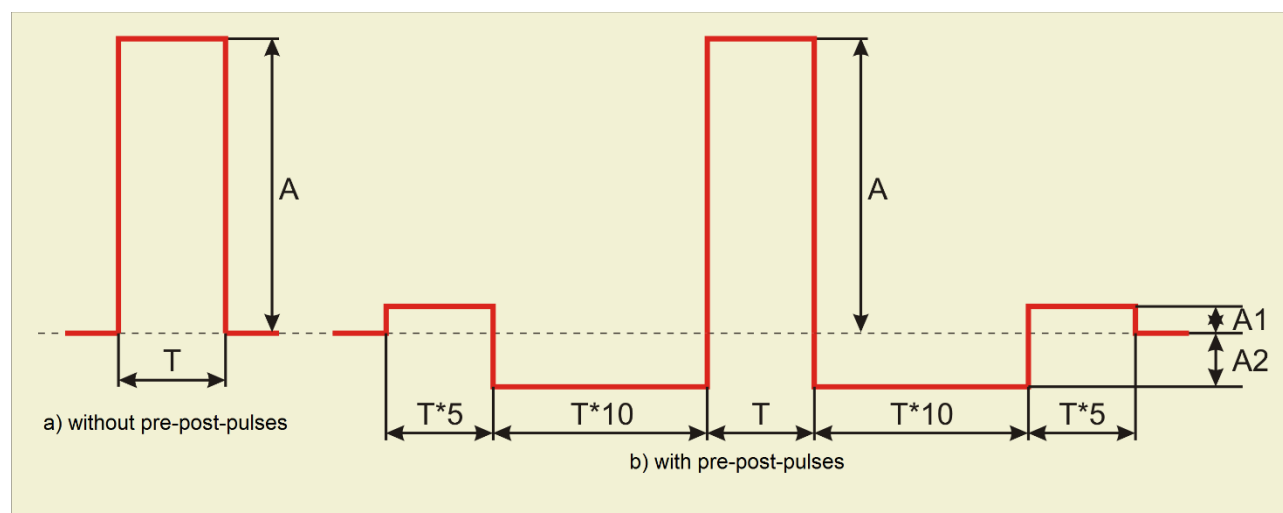 A
A
A1
A2
T
T*5
T*10
T
T*10
T*5
a) without pre-post-pulses
b) with pre-post-pulses